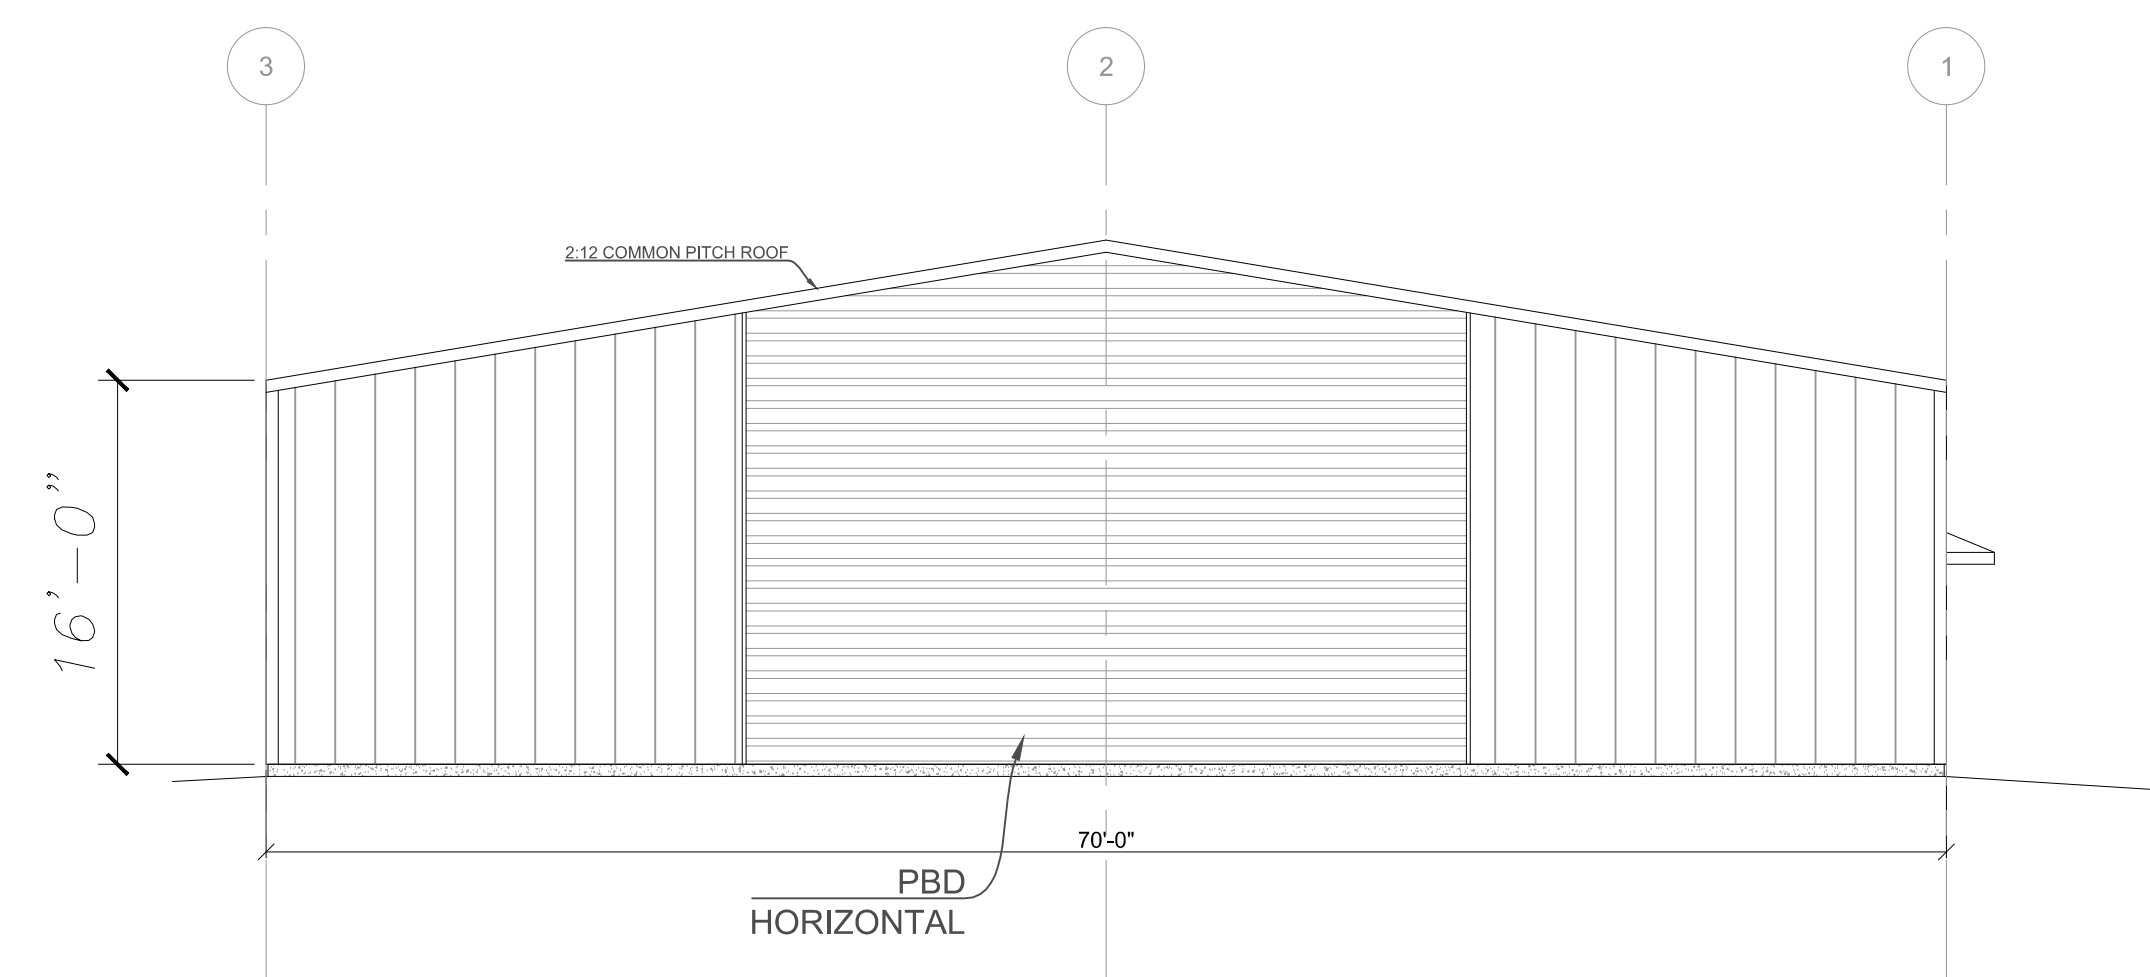 3
2
1
2:12 COMMON PITCH ROOF
16'-0"
70'-0"
PBD
HORIZONTAL